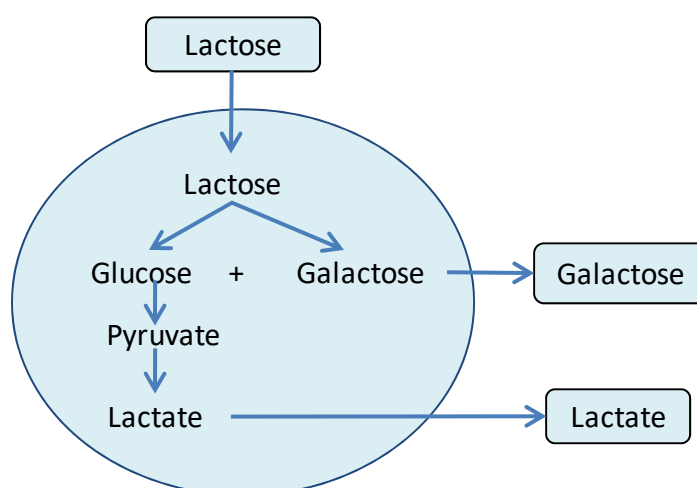 Lactose
Lactose
Glucose + Galactose
Galactose
Pyruvate
Lactate
Lactate